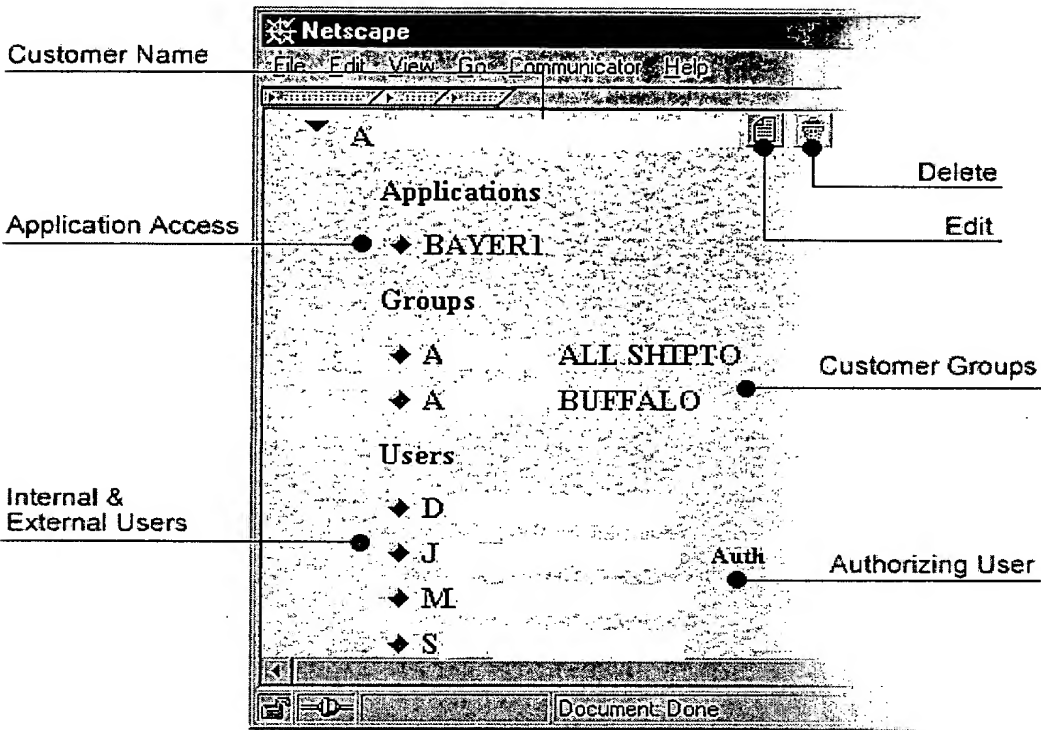 Netscape
Customer Name
File Edit View Go Communicator Help
A
Delete
Applications
Application Access
Edit
BAYER1
Groups
A ALL SHIPTO
Customer Groups
A BUFFALO
Users
Internal &
External Users
D
J
Auth
Authorizing User
M
S
Document: Done